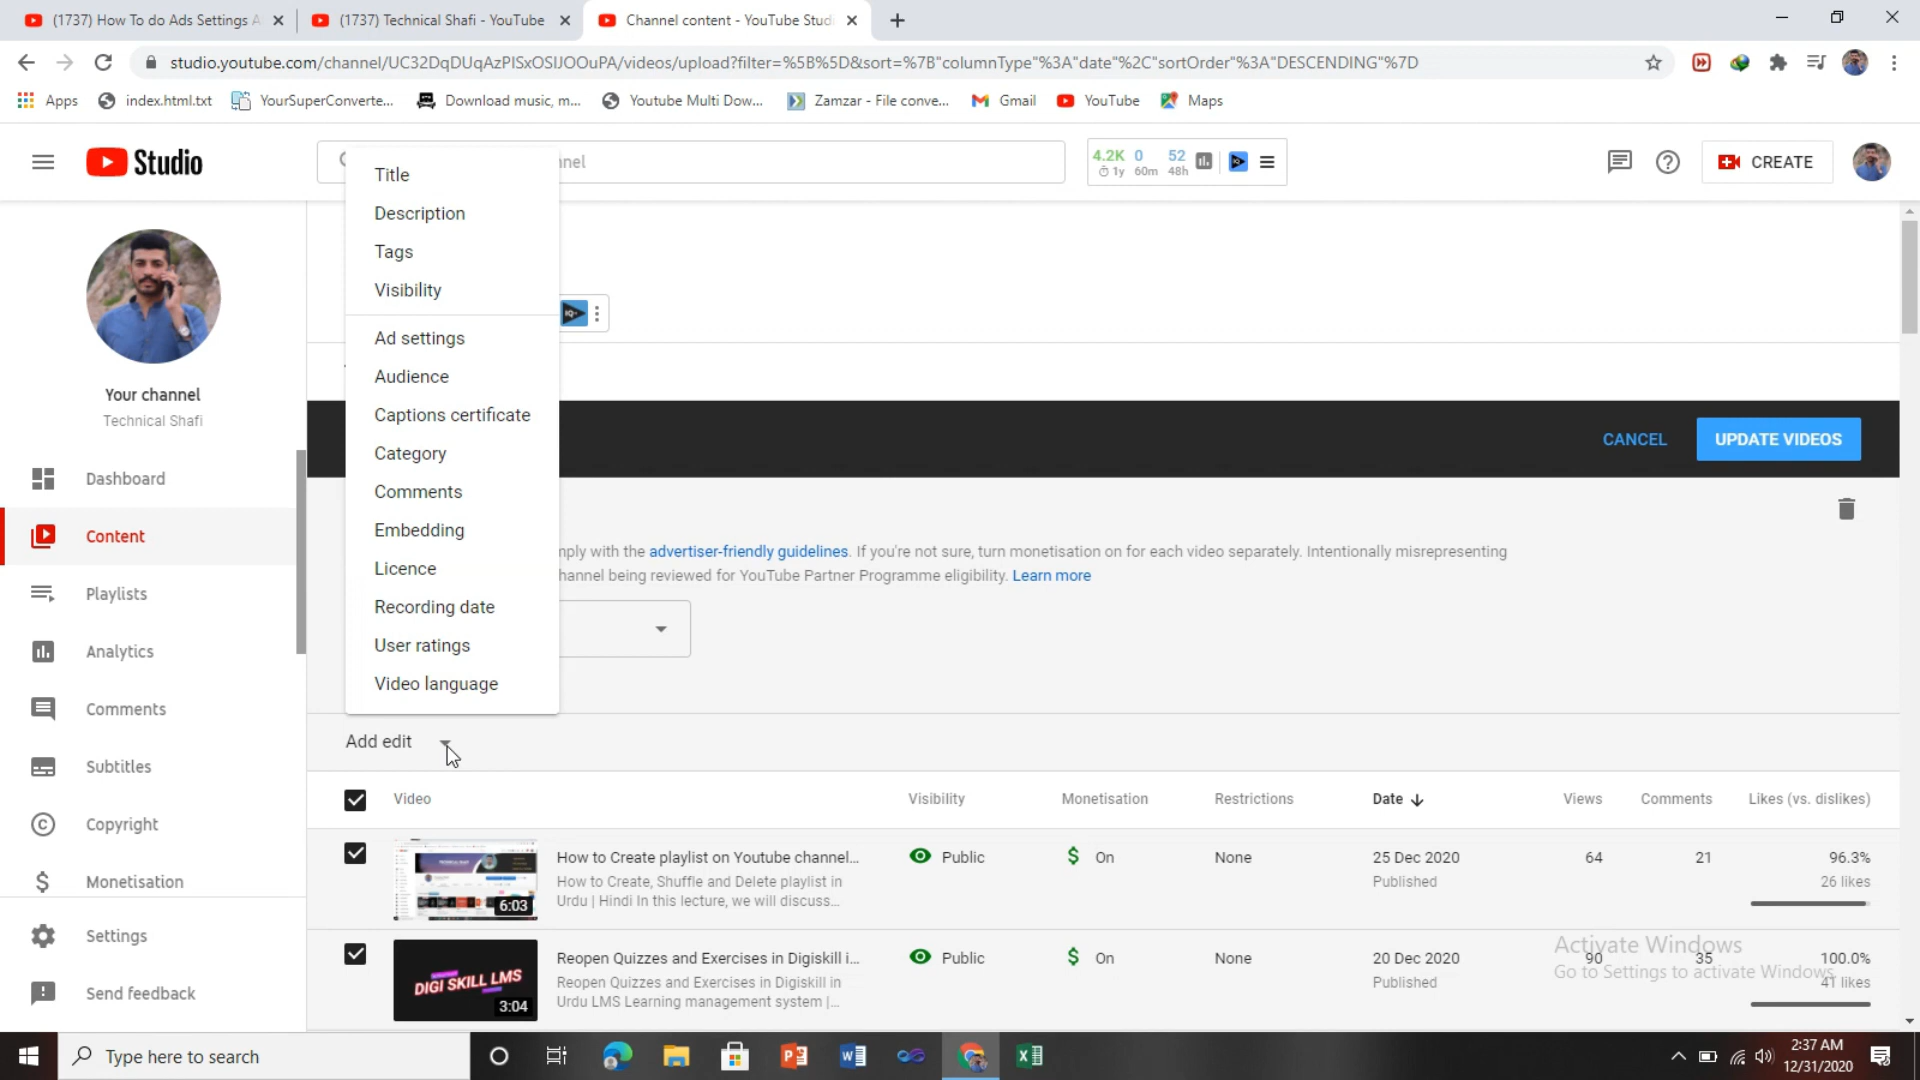 (1737) How To do Ads Settings A
(1737) Technical Shafi - YouTube
Channel content - YouTube Studi
studio.youtube.com/channel/UC32DqDUqAzPISxOSIJOOuPA/videos/upload?filter=%5B%5D&sort=%7B"columnType"%3A"date"%2C"sortOrder"%3A"DESCENDING"%7D
Apps
index.html.txt
YourSuperConverte...
Download music, m...
Youtube Multi Dow...
Zamzar - File conve...
Gmail
YouTube
Maps
Studio
nnel
4.2K 0 52
1y 60m 48h
CREATE
Your channel
Technical Shafi
Dashboard
Content
Playlists
Analytics
Comments
Subtitles
Copyright
Monetisation
Settings
Send feedback
Title
Description
Tags
Visibility
Ad settings
Audience
Captions certificate
Category
Comments
Embedding
Licence
Recording date
User ratings
Video language
IQ
CANCEL
UPDATE VIDEOS
mply with the advertiser-friendly guidelines. If you're not sure, turn monetisation on for each video separately. Intentionally misrepresenting
hannel being reviewed for YouTube Partner Programme eligibility. Learn more
Add edit
Video
Visibility
Monetisation
Restrictions
Date
Views
Comments
Likes (vs. dislikes)
How to Create playlist on Youtube channel...
How to Create, Shuffle and Delete playlist in
Urdu | Hindi In this lecture, we will discuss...
6:03
Public
On
None
25 Dec 2020
Published
64
21
96.3%
26 likes
Reopen Quizzes and Exercises in Digiskill i...
Reopen Quizzes and Exercises in Digiskill in
Urdu LMS Learning management system |...
DIGI SKILL LMS
3:04
Public
On
None
20 Dec 2020
Published
90
35
100.0%
41 likes
Activate Windows
Go to Settings to activate Windows.
Type here to search
2:37 AM
12/31/2020